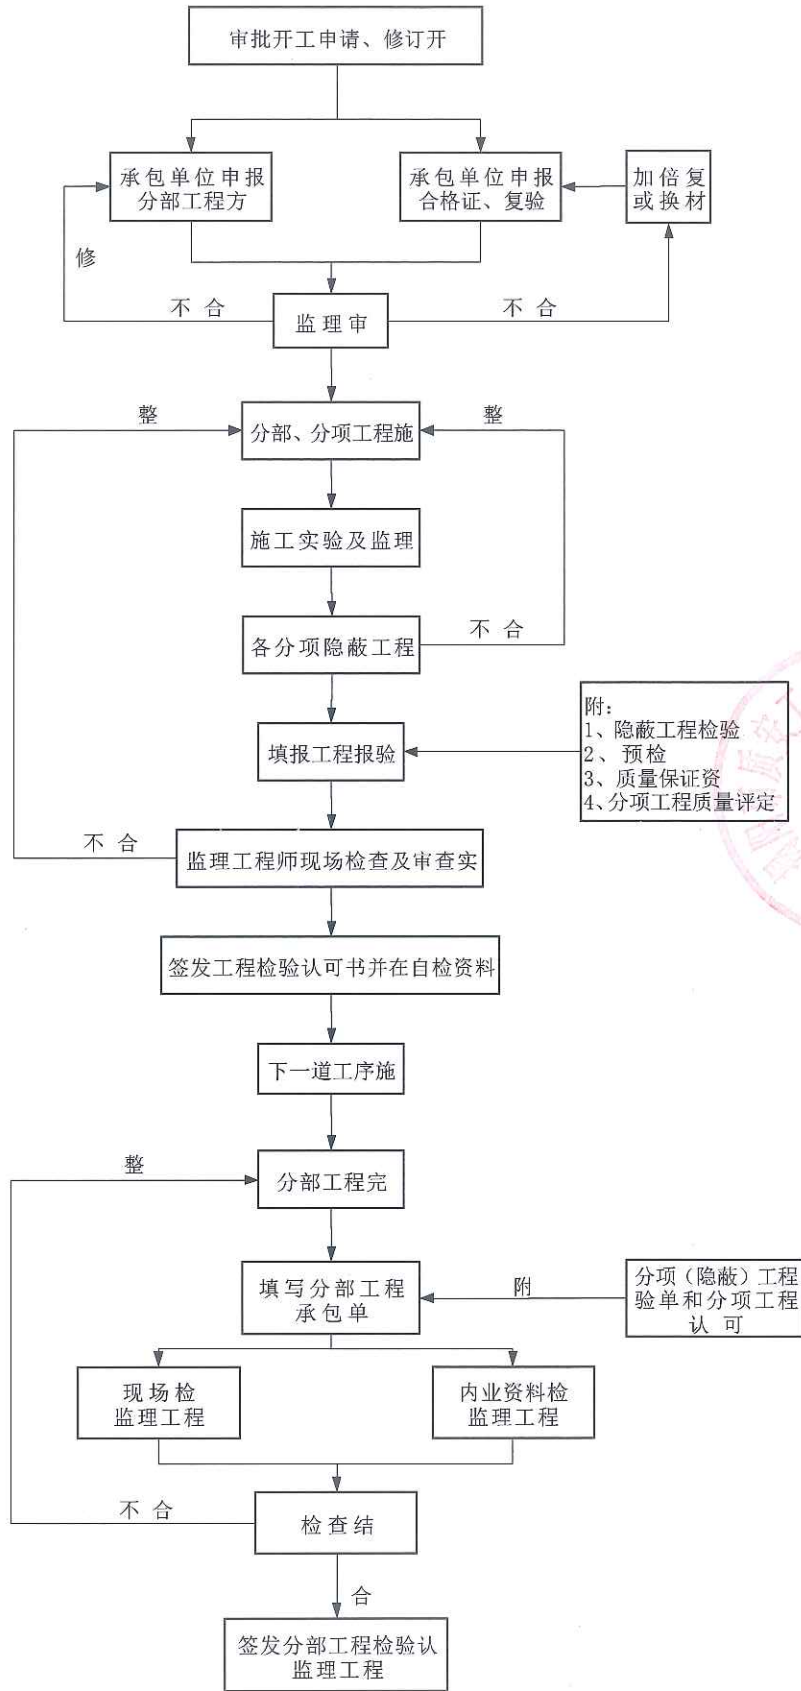 审批开工申请、修订开
承包单位申报
分部工程方
承包单位申报
合格证、复验
加倍复
或换材
修
不合
监理审
不合
整
分部、分项工程施
整
施工实验及监理
各分项隐蔽工程
不合
附：
1、隐蔽工程检验
2、预检
3、质量保证资
4、分项工程质量评定
填报工程报验
不合
监理工程师现场检查及审查实
签发工程检验认可书并在自检资料
下一道工序施
整
分部工程完
填写分部工程
承包单
附
分项（隐蔽）工程
验单和分项工程
认可
现场检
监理工程
内业资料检
监理工程
不合
检查结
合
签发分部工程检验认
监理工程